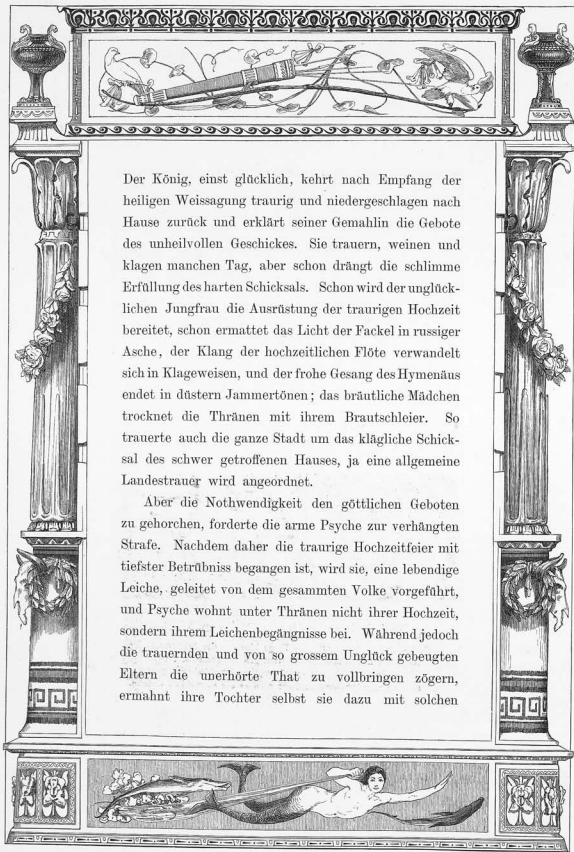 Der König, einst glücklich, kehrt nach Empfang der
heiligen Weissagung traurig und niedergeschlagen nach
Hause zurück und erklärt seiner Gemahlin die Gebote
des unheilvollen Geschickes. Sie trauern, weinen und
klagen manchen Tag, aber schon drängt die schlimme
Erfüllung des harten Schicksals. Schon wird der unglück-
lichen Jungfrau die Ausrüstung der traurigen Hochzeit
bereitet, schon ermattet das Licht der Fackel in russiger
Asche, der Klang der hochzeitlichen Flöte verwandelt
sich in Klageweisen, und der frohe Gesang des Hymenäus
endet in düstern Jammertönen; das bräutliche Mädchen
trocknet die Thränen mit ihrem Brautschleier. So
trauerte auch die ganze Stadt um das klägliche Schick-
sal des schwer getroffenen Hauses, ja eine allgemeine
Landestrauer wird angeordnet.
Aber die Nothwendigkeit den göttlichen Geboten
zu gehorchen, forderte die arme Psyche zur verhängten
Strafe. Nachdem daher die traurige Hochzeitfeier mit
tiefster Betrübniss begangen ist, wird sie, eine lebendige
Leiche, geleitet von dem gesammten Volke vorgeführt,
und Psyche wohnt unter Thränen nicht ihrer Hochzeit,
sondern ihrem Leichenbegängnisse bei. Während jedoch
die trauernden und von so grossem Unglück gebeugten
Eltern die unerhörte That zu vollbringen zögern,
ermahnt ihre Tochter selbst sie dazu mit solchen